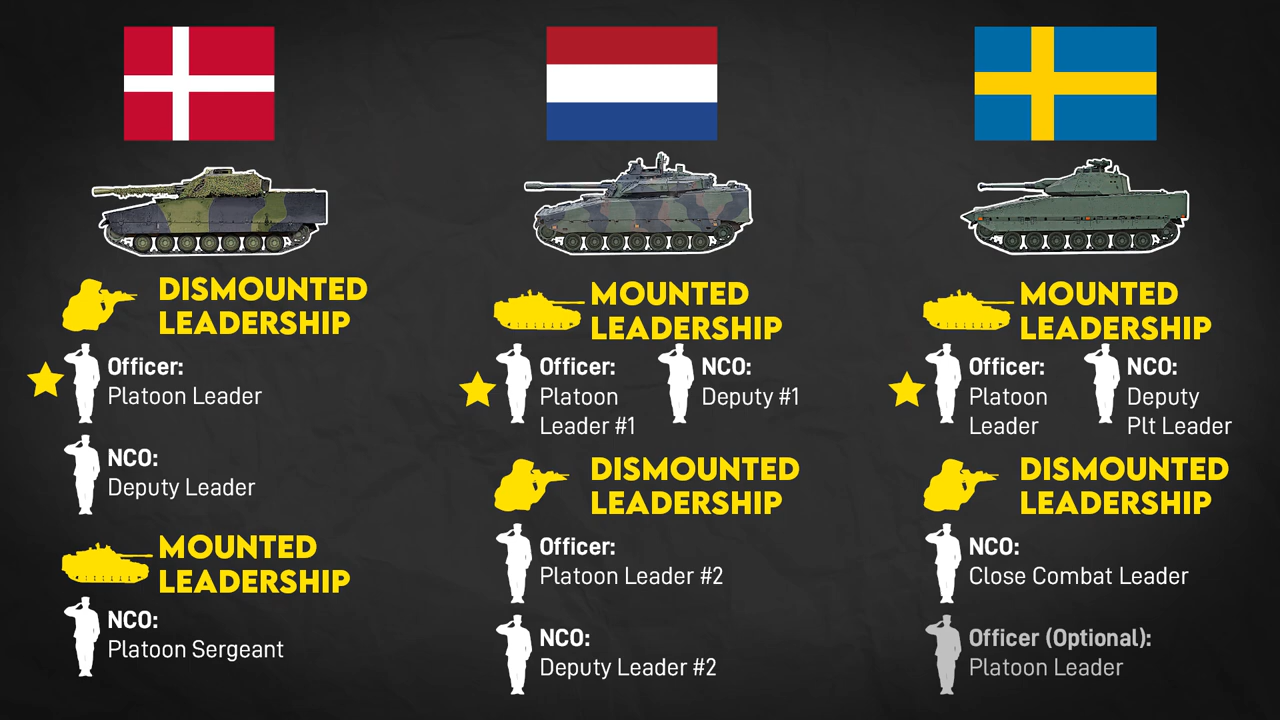 DISMOUNTED
LEADERSHIP
Officer:
Platoon Leader
NCO:
Deputy Leader
MOUNTED
LEADERSHIP
NCO:
Platoon Sergeant
MOUNTED
LEADERSHIP
Officer:
Platoon
Leader #1
NCO:
Deputy #1
DISMOUNTED
LEADERSHIP
Officer:
Platoon Leader #2
NCO:
Deputy Leader #2
MOUNTED
LEADERSHIP
Officer:
Platoon
Leader
NCO:
Deputy
Plt Leader
DISMOUNTED
LEADERSHIP
NCO:
Close Combat Leader
Officer (Optional):
Platoon Leader